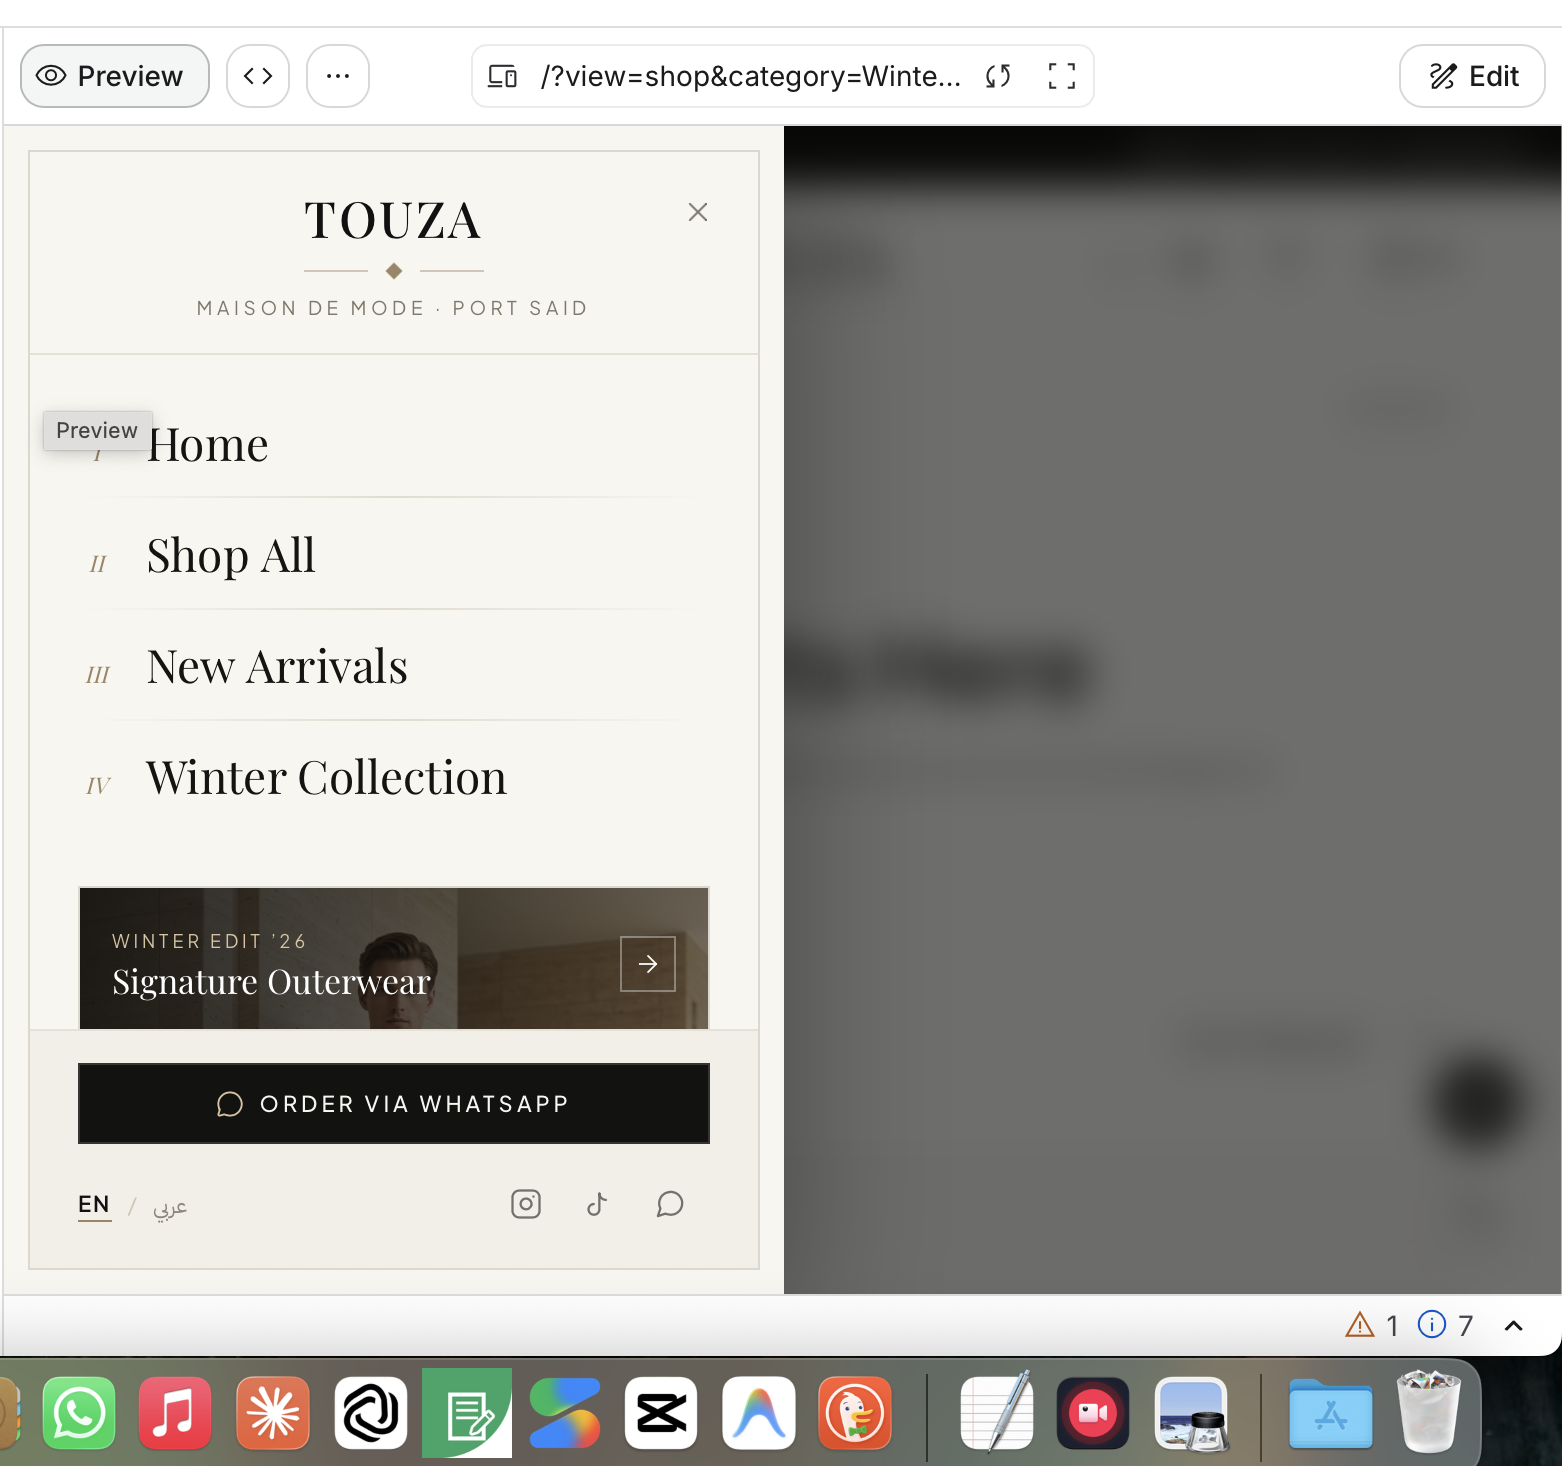 Preview
/?view=shop&category=Winte...
Edit
TOUZA
MAISON DE MODE · PORT SAID
Preview
I Home
II Shop All
III New Arrivals
IV Winter Collection
WINTER EDIT ’26
Signature Outerwear
ORDER VIA WHATSAPP
EN / عربي
1 7